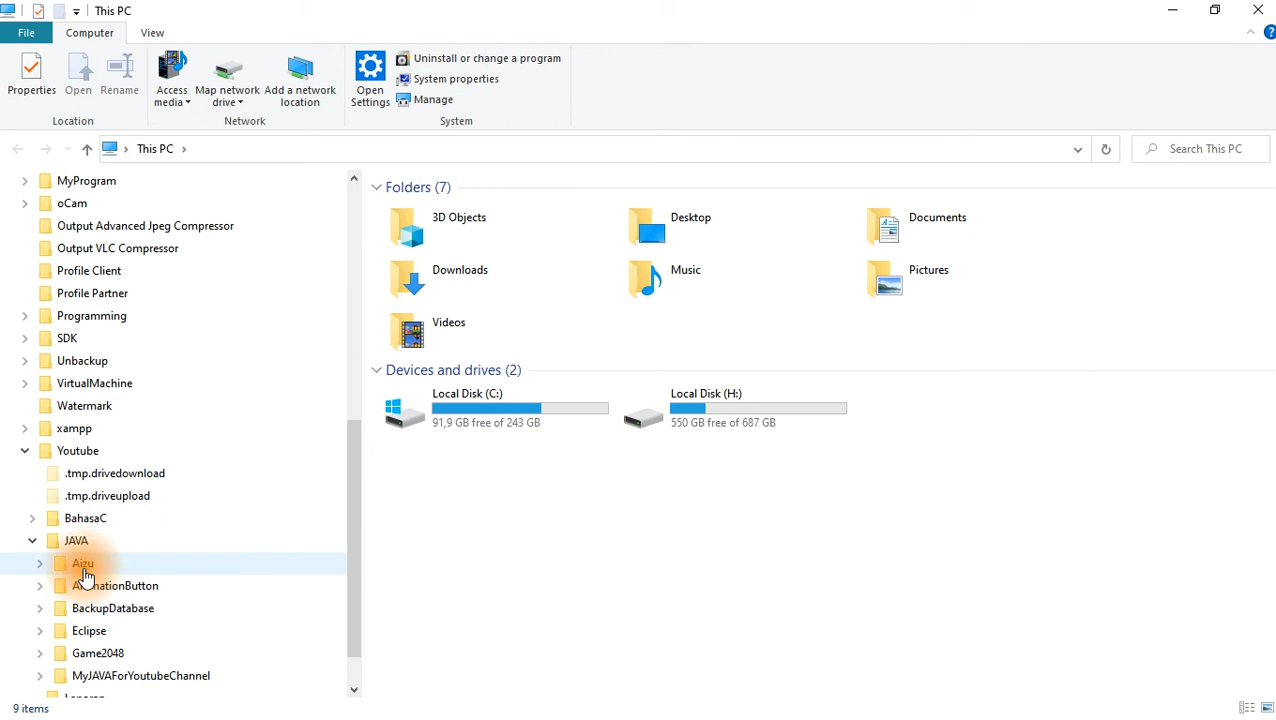 This PC
File Computer View
Properties Open Rename Access media Map network drive Add a network location Open Settings
Uninstall or change a program
System properties
Manage
Location Network System
This PC
Search This PC
MyProgram
oCam
Output Advanced Jpeg Compressor
Output VLC Compressor
Profile Client
Profile Partner
Programming
SDK
Unbackup
VirtualMachine
Watermark
xampp
Youtube
.tmp.drivedownload
.tmp.driveupload
BahasaC
JAVA
Aizu
BackupDatabase
Eclipse
Game2048
MyJAVAForYoutubeChannel
Folders (7)
3D Objects Desktop Documents
Downloads Music Pictures
Videos
Devices and drives (2)
Local Disk (C:) Local Disk (H:)
91,9 GB free of 243 GB 550 GB free of 687 GB
9 items